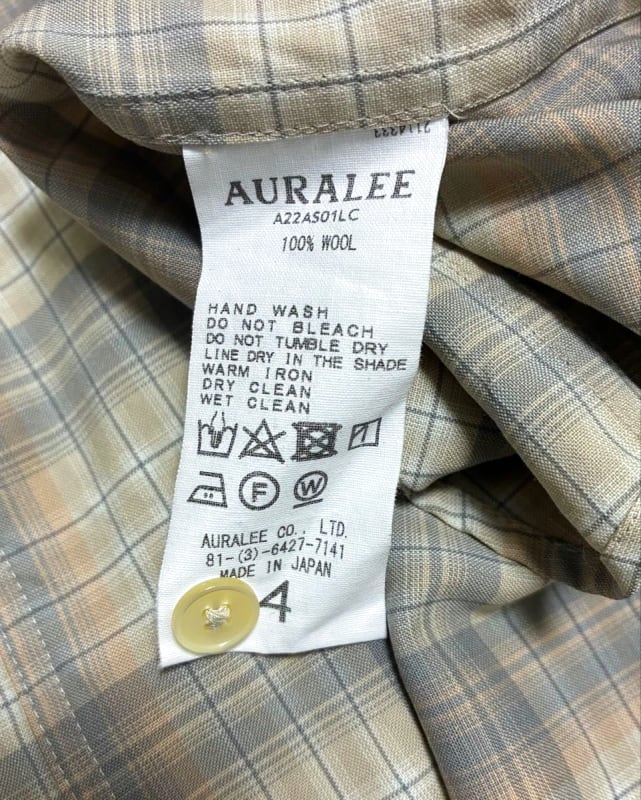 AURALEE
A22AS01LC
100% WOOL
HAND WASH
DO NOT BLEACH
DO NOT TUMBLE DRY
LINE DRY IN THE SHADE
WARM IRON
DRY CLEAN
WET CLEAN
F
W
AURALEE CO., LTD.
81-(3)-6427-7141
MADE IN JAPAN
4